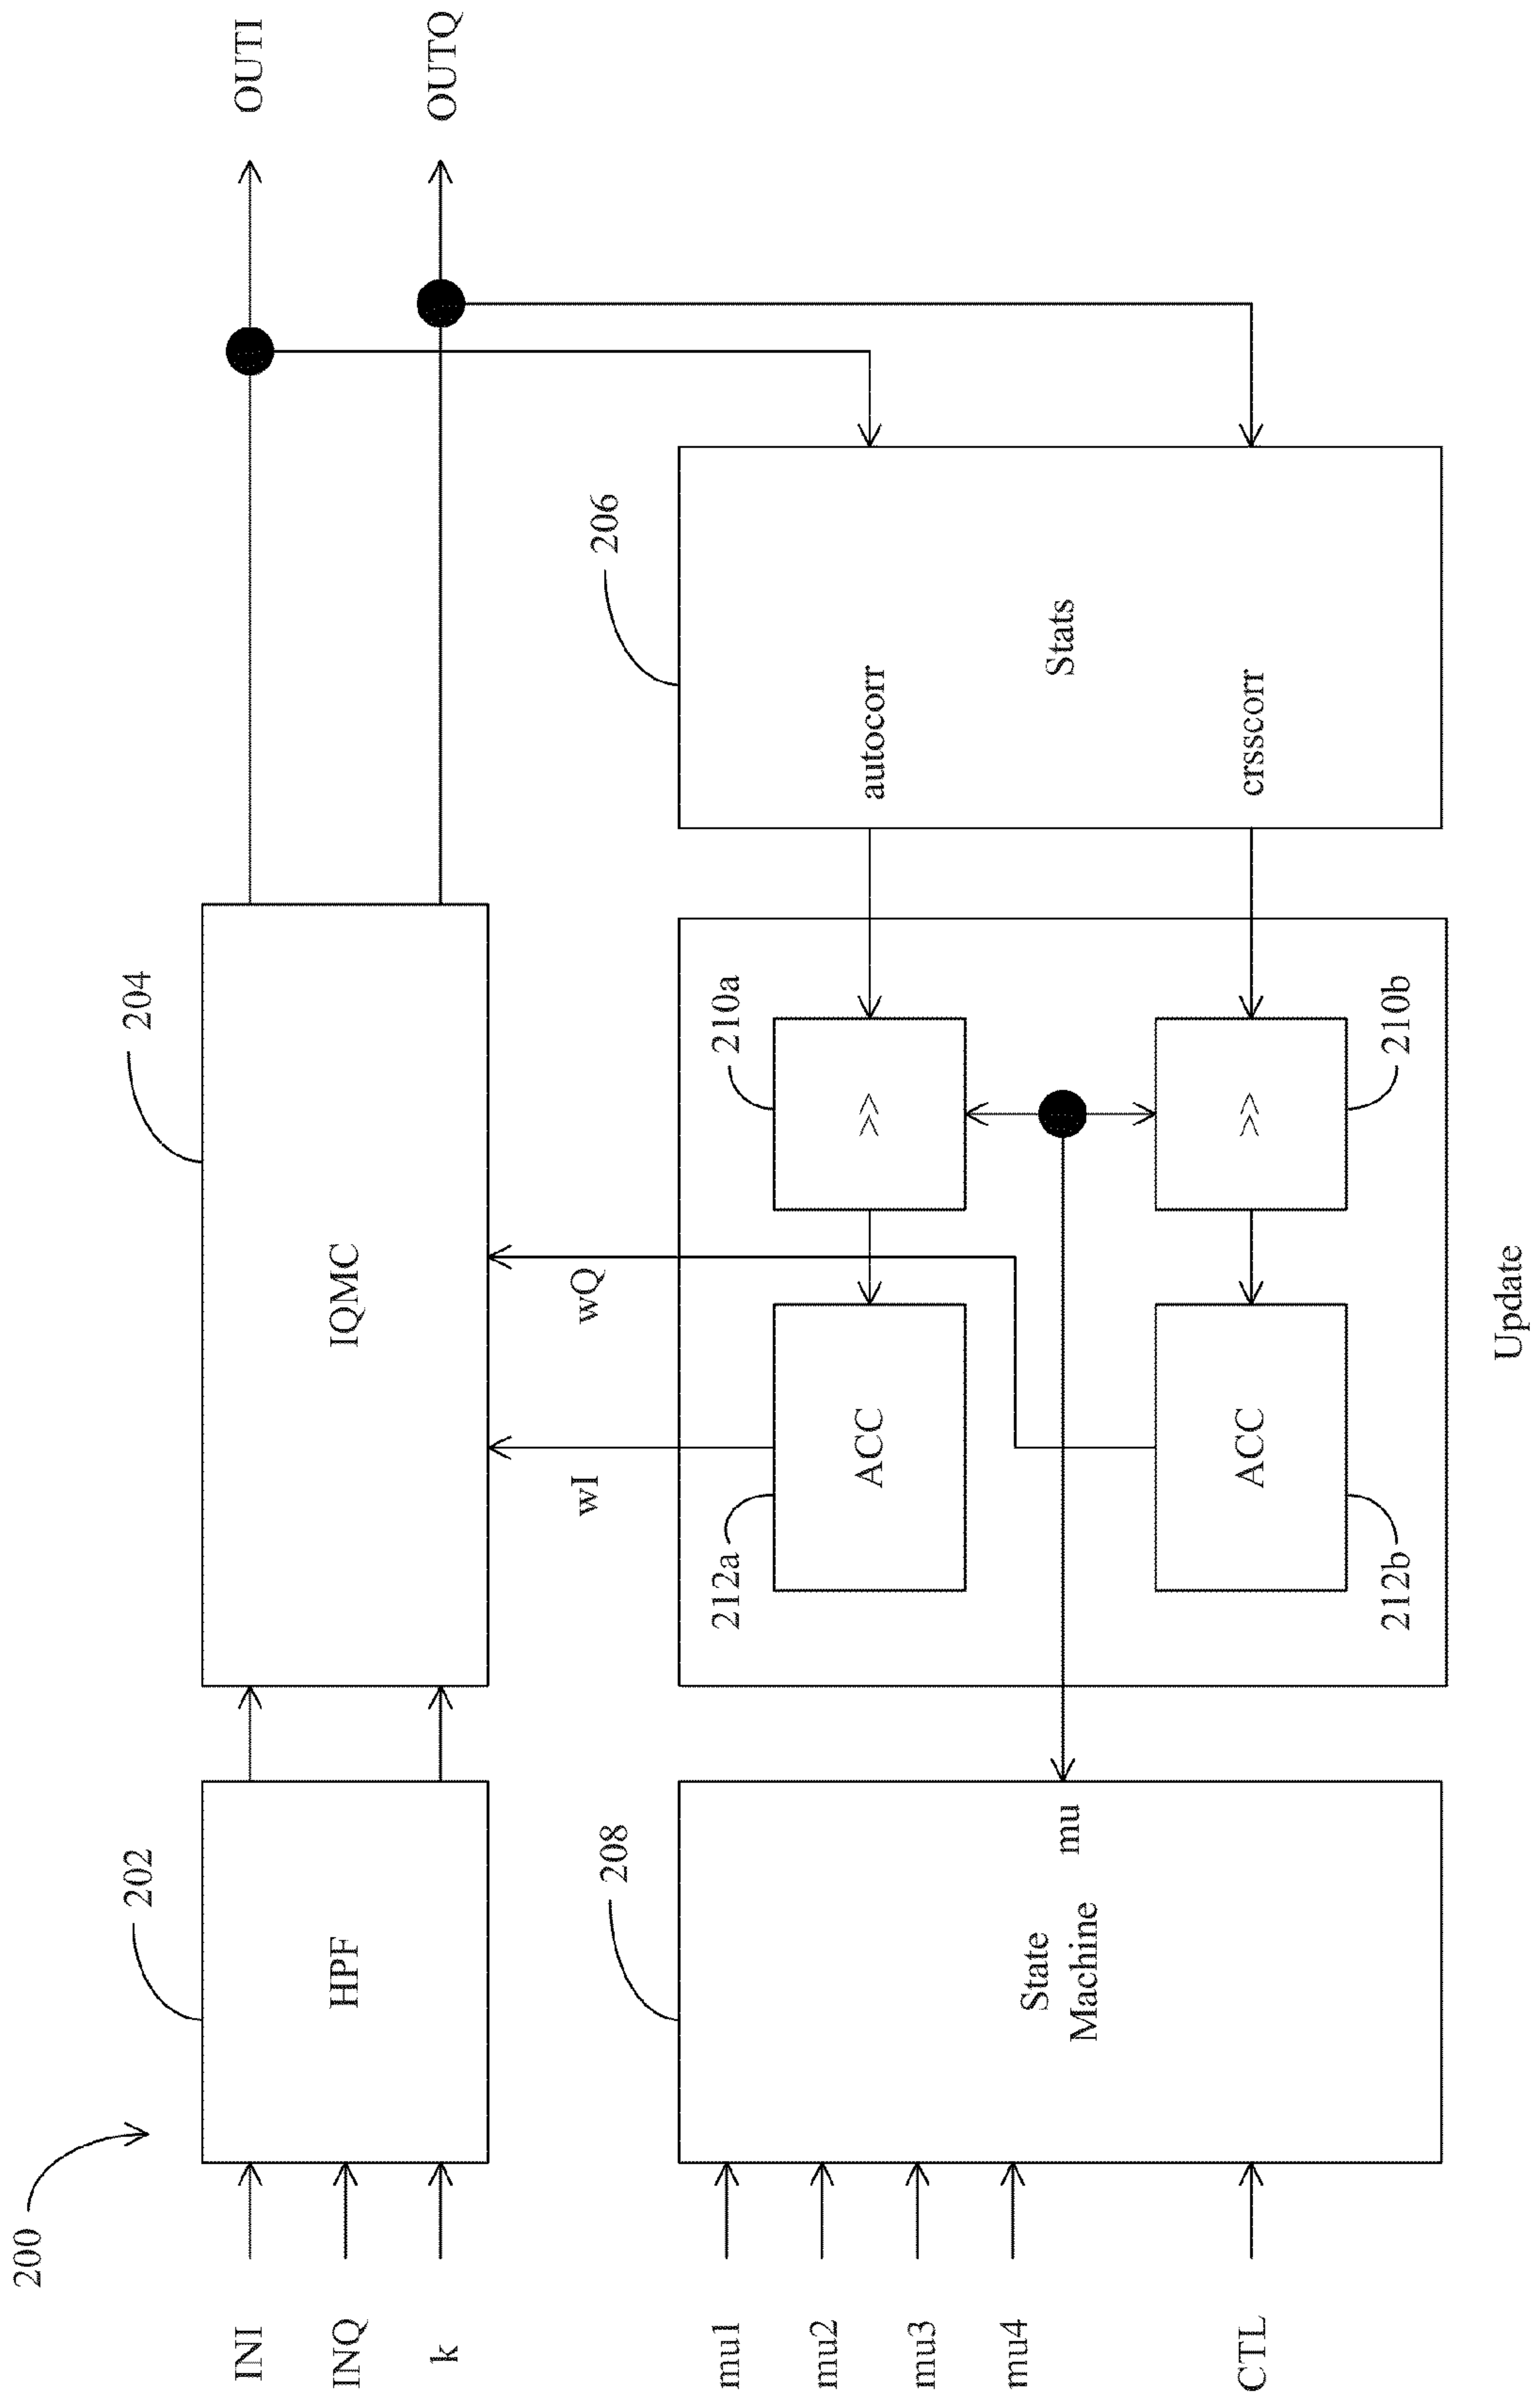 200
INI
INQ
k
202
HPF
204
IQMC
OUTI
OUTQ
wI
wQ
mu1
mu2
mu3
mu4
CTL
208
State
Machine
mu
212a
ACC
210a
>>
212b
ACC
210b
>>
Update
206
autocorr
Stats
crsscorr